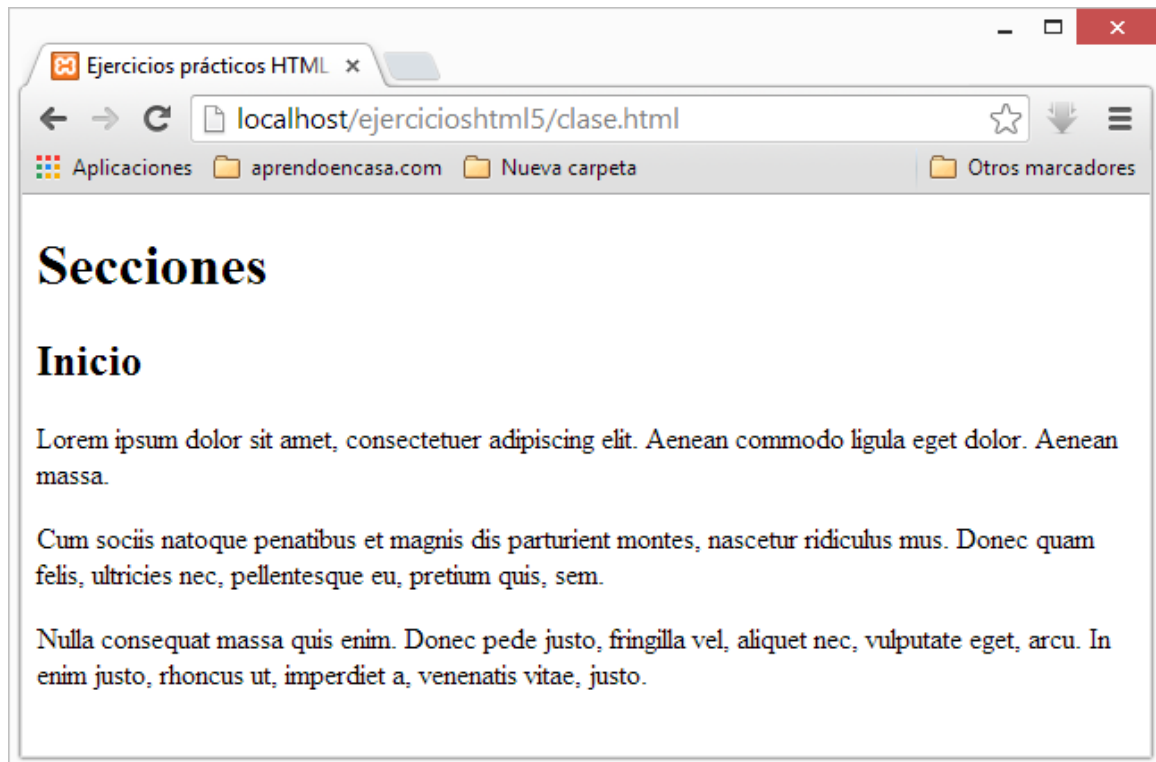 Ejercicios prácticos HTML
localhost/ejercicioshtml5/clase.html
Aplicaciones aprendoencasa.com Nueva carpeta Otros marcadores
Secciones
Inicio
Lorem ipsum dolor sit amet, consectetuer adipiscing elit. Aenean commodo ligula eget dolor. Aenean
massa.
Cum sociis natoque penatibus et magnis dis parturient montes, nascetur ridiculus mus. Donec quam
felis, ultricies nec, pellentesque eu, pretium quis, sem.
Nulla consequat massa quis enim. Donec pede justo, fringilla vel, aliquet nec, vulputate eget, arcu. In
enim justo, rhoncus ut, imperdiet a, venenatis vitae, justo.